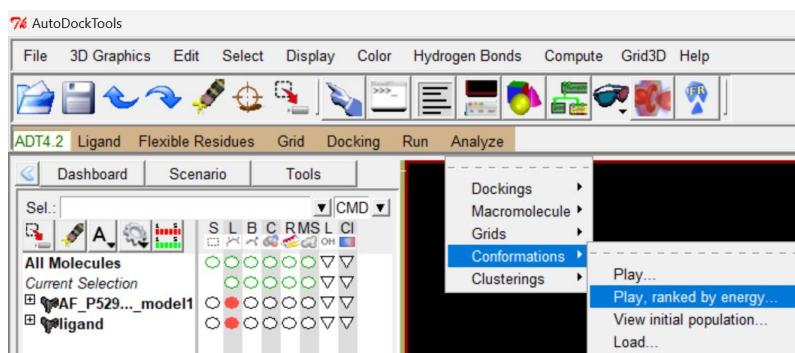 AutoDockTools
File 3D Graphics Edit Select Display Color Hydrogen Bonds Compute Grid3D Help
ADT4.2 Ligand Flexible Residues Grid Docking Run Analyze
Dashboard Scenario Tools
Sel.: CMD
S L B C R MS L Cl
All Molecules
Current Selection
AF_P529..._model1
ligand
Dockings
Macromolecule
Grids
Conformations
Clusterings
Play...
Play, ranked by energy...
View initial population...
Load...